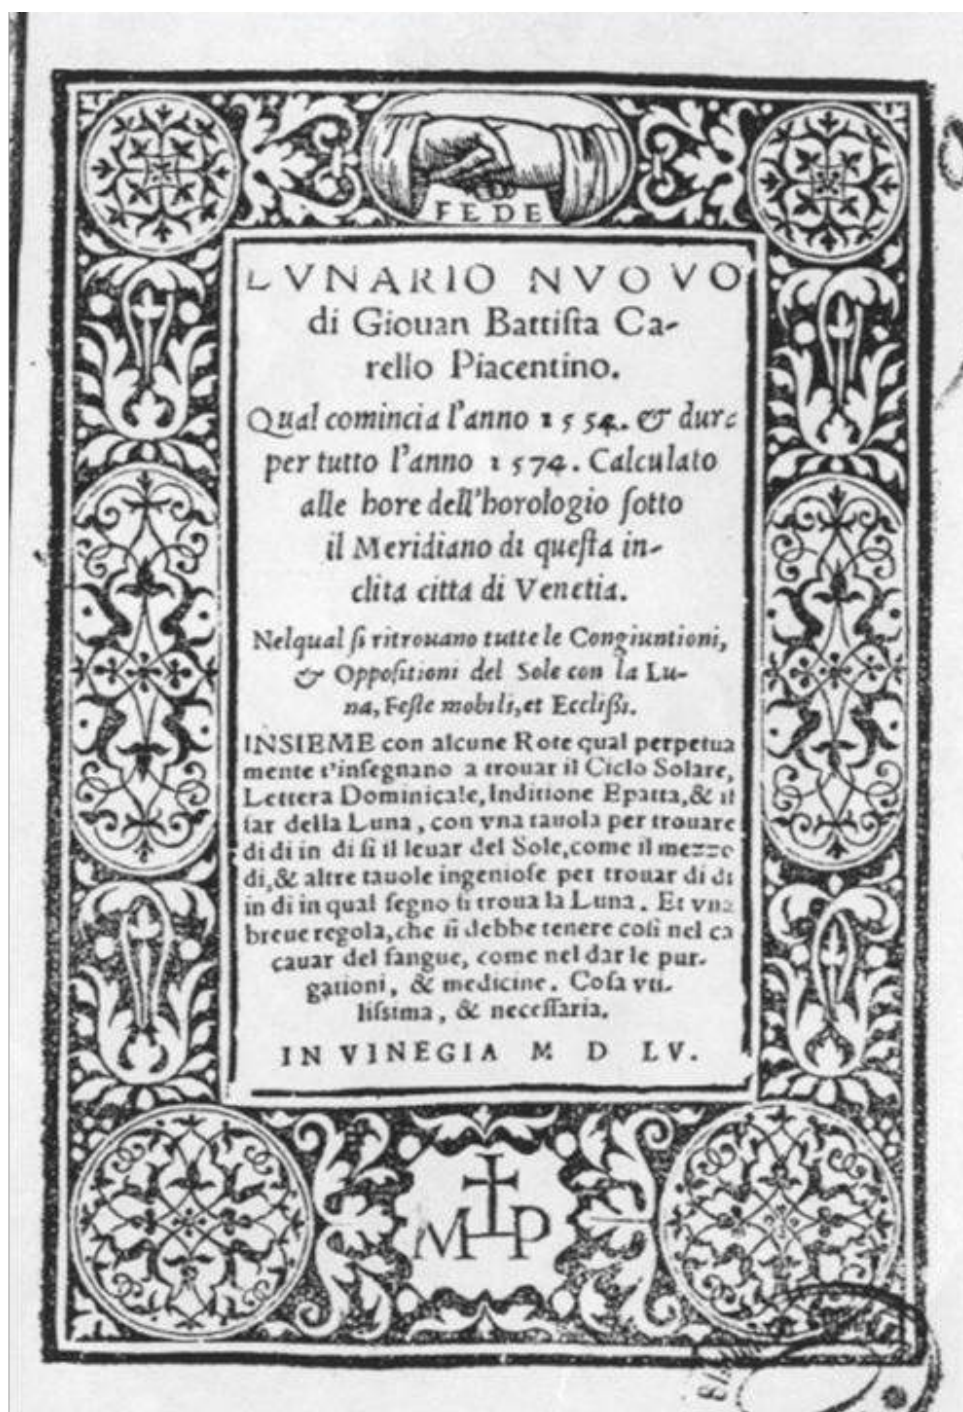 FEDE
LVNARIO NVOVO
di Giouan Battiſta Ca-
rello Piacentino.
Qual comincia l'anno 1554. & dura
per tutto l'anno 1574. Calculato
alle hore dell'horologio ſotto
il Meridiano di queſta in-
clita citta di Venetia.
Nelqual ſi ritrouano tutte le Congiuntioni,
& Oppoſitioni del Sole con la Lu-
na, Feſte mobili, et Eccliſſi.
INSIEME con alcune Rote qual perpetua
mente t'inſegnano a trouar il Ciclo Solare,
Lettera Dominicale, Inditione Epatta, & il
far della Luna, con vna tauola per trouare
di di in di ſi il leuar del Sole, come il mezzo
di, & altre tauole ingenioſe per trouar di di
in di in qual ſegno ſi troua la Luna. Et vna
breue regola, che ſi debbe tenere coſi nel ca
cauar del ſangue, come nel dar le pur-
gationi, & medicine. Coſa vti-
liſsima, & neceſſaria.
IN VINEGIA M D LV.
M P